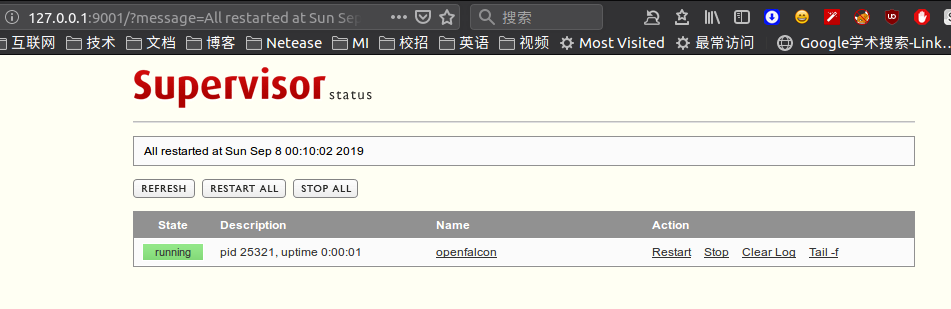 127.0.0.1:9001/?message=All restarted at Sun Sep 搜索
互联网 技术 文档 博客 Netease MI 校招 英语 视频 Most Visited 最常访问 Google学术搜索-Link...
Supervisor status
All restarted at Sun Sep 8 00:10:02 2019
REFRESH RESTART ALL STOP ALL
State Description Name Action
running pid 25321, uptime 0:00:01 openfalcon Restart Stop Clear Log Tail -f